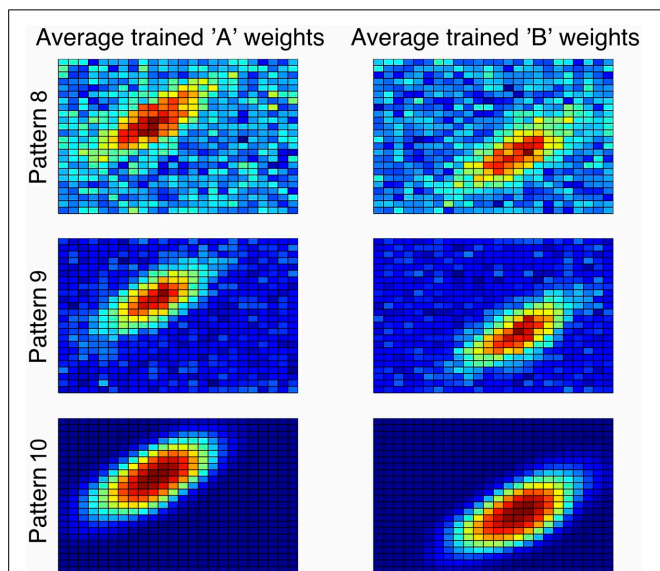 Average trained 'A' weights
Average trained 'B' weights
Pattern 8
Pattern 9
Pattern 10